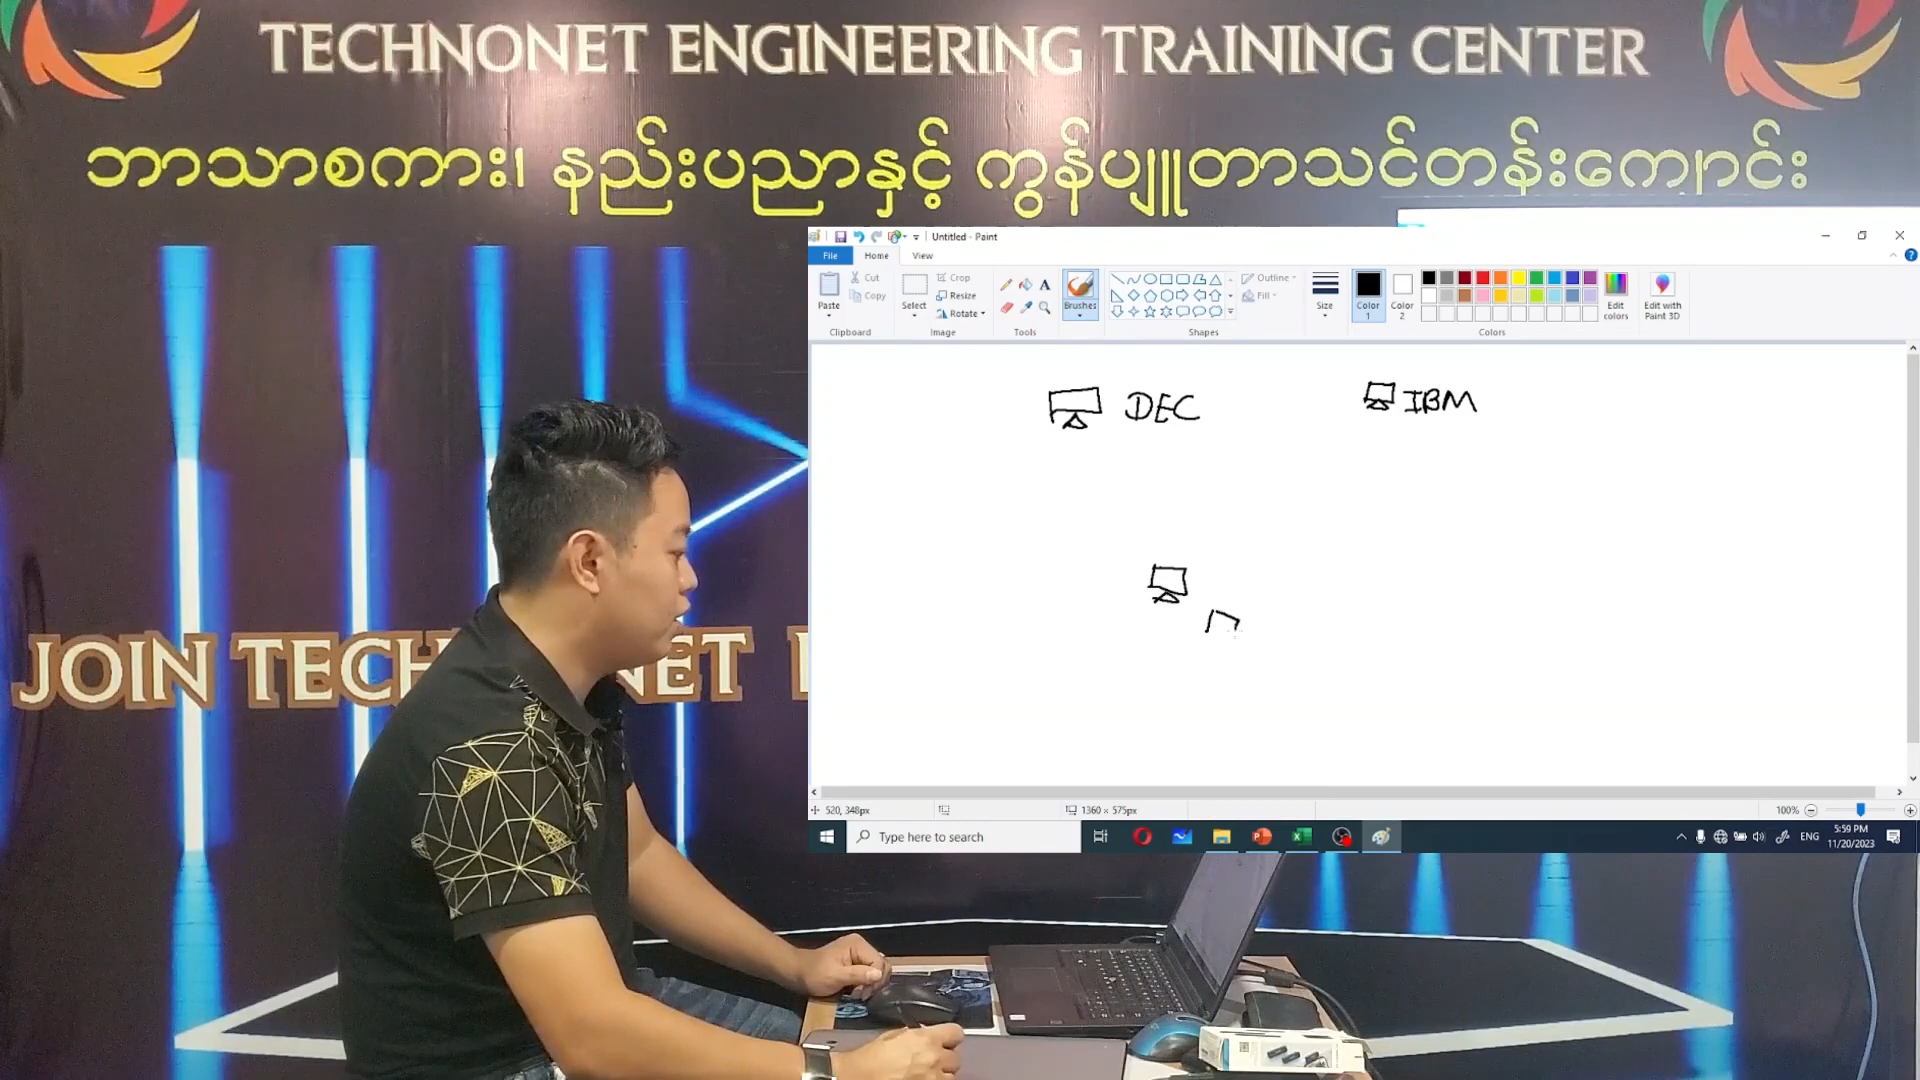 TECHNONET ENGINEERING TRAINING CENTER
ဘာသာစကား၊ နည်းပညာနှင့် ကွန်ပျူတာသင်တန်းကျောင်း
JOIN TECHNONET
Untitled - Paint
File Home View
Paste Cut Copy Clipboard
Select Crop Resize Rotate Image
Tools
Brushes
Shapes
Outline Fill
Size
Color 1 Color 2
Edit colors
Colors
Edit with Paint 3D
DEC
IBM
520, 348px
1360 × 575px
100%
Type here to search
ENG
5:59 PM
11/20/2023